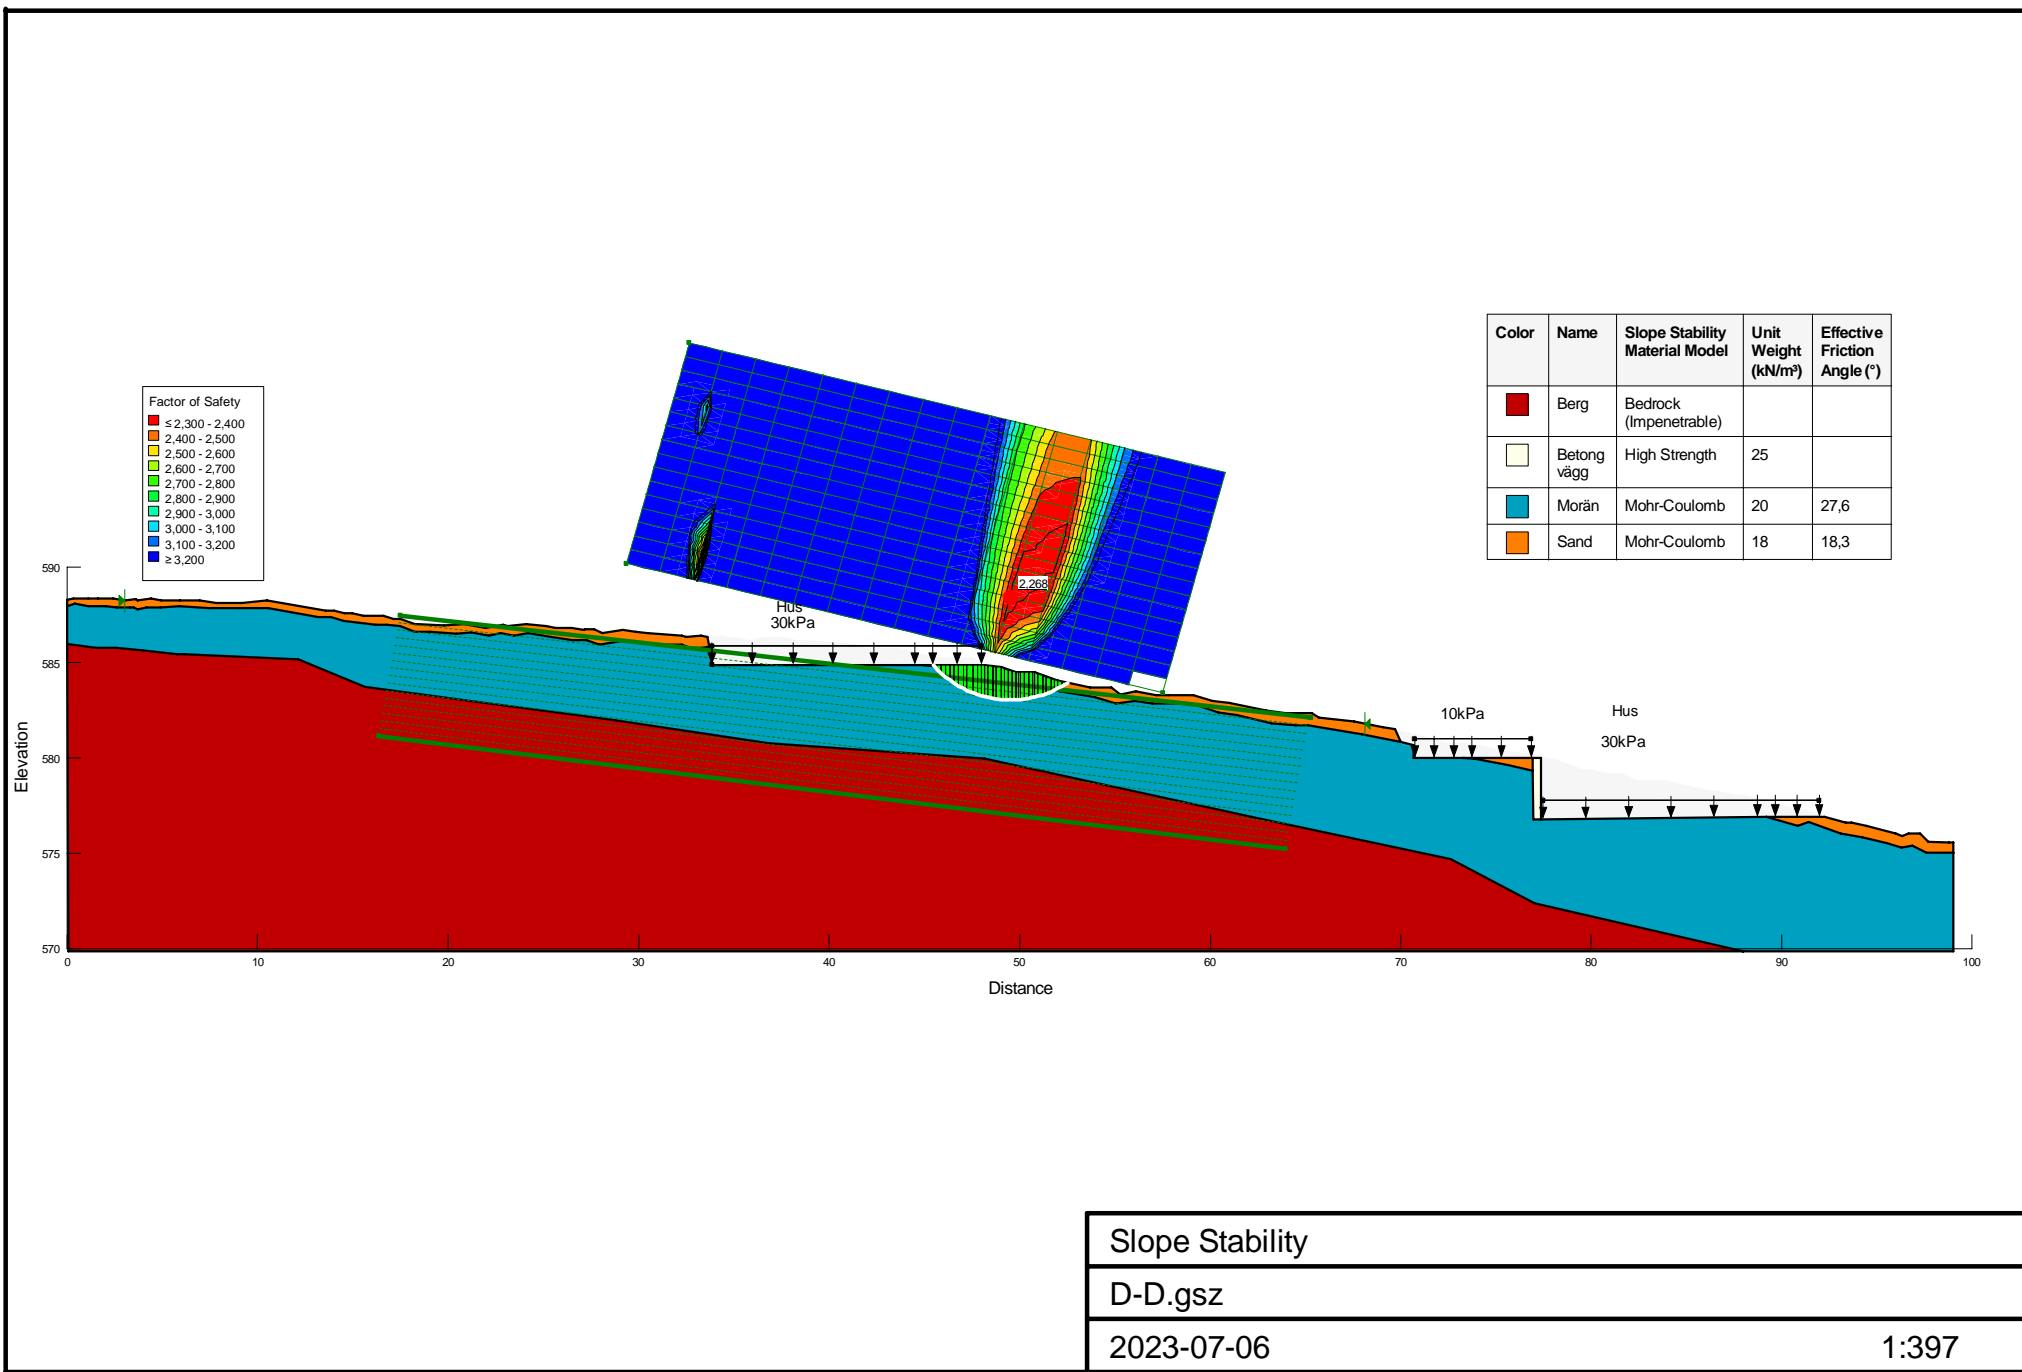 Factor of Safety
≤ 2,300 - 2,400
2,400 - 2,500
2,500 - 2,600
2,600 - 2,700
2,700 - 2,800
2,800 - 2,900
2,900 - 3,000
3,000 - 3,100
3,100 - 3,200
≥ 3,200
Color Name Slope Stability Material Model Unit Weight (kN/m³) Effective Friction Angle (°)
Berg Bedrock (Impenetrable)
Betong vägg High Strength 25
Morän Mohr-Coulomb 20 27,6
Sand Mohr-Coulomb 18 18,3
2,268
Hus
30kPa
10kPa
Hus
30kPa
Elevation
590
585
580
575
570
0 10 20 30 40 50 60 70 80 90 100
Distance
Slope Stability
D-D.gsz
2023-07-06 1:397